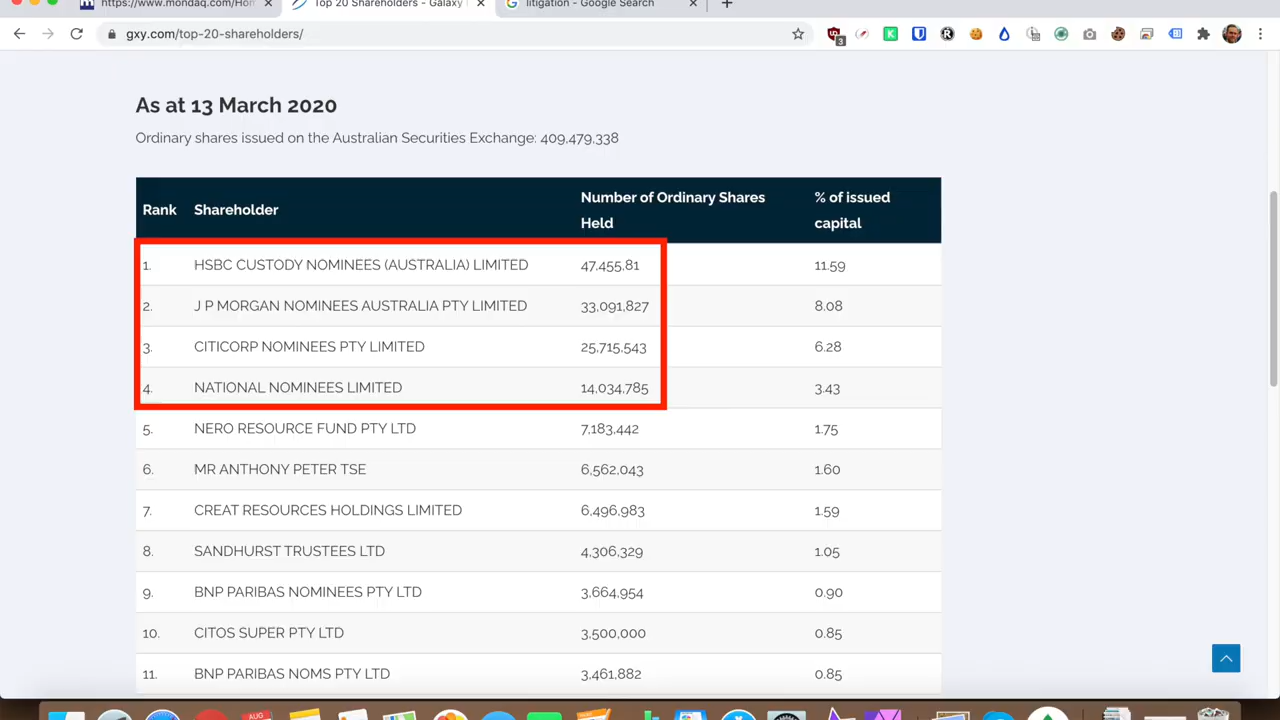 https://www.mondaq.com/Hom
Top 20 Shareholders - Galaxy
litigation - Google Search
gxy.com/top-20-shareholders/
3
As at 13 March 2020
Ordinary shares issued on the Australian Securities Exchange: 409,479,338
Rank Shareholder Number of Ordinary Shares Held % of issued capital
1. HSBC CUSTODY NOMINEES (AUSTRALIA) LIMITED 47,455,81 11.59
2. J P MORGAN NOMINEES AUSTRALIA PTY LIMITED 33,091,827 8.08
3. CITICORP NOMINEES PTY LIMITED 25,715,543 6.28
4. NATIONAL NOMINEES LIMITED 14,034,785 3.43
5. NERO RESOURCE FUND PTY LTD 7,183,442 1.75
6. MR ANTHONY PETER TSE 6,562,043 1.60
7. CREAT RESOURCES HOLDINGS LIMITED 6,496,983 1.59
8. SANDHURST TRUSTEES LTD 4,306,329 1.05
9. BNP PARIBAS NOMINEES PTY LTD 3,664,954 0.90
10. CITOS SUPER PTY LTD 3,500,000 0.85
11. BNP PARIBAS NOMS PTY LTD 3,461,882 0.85
AUG